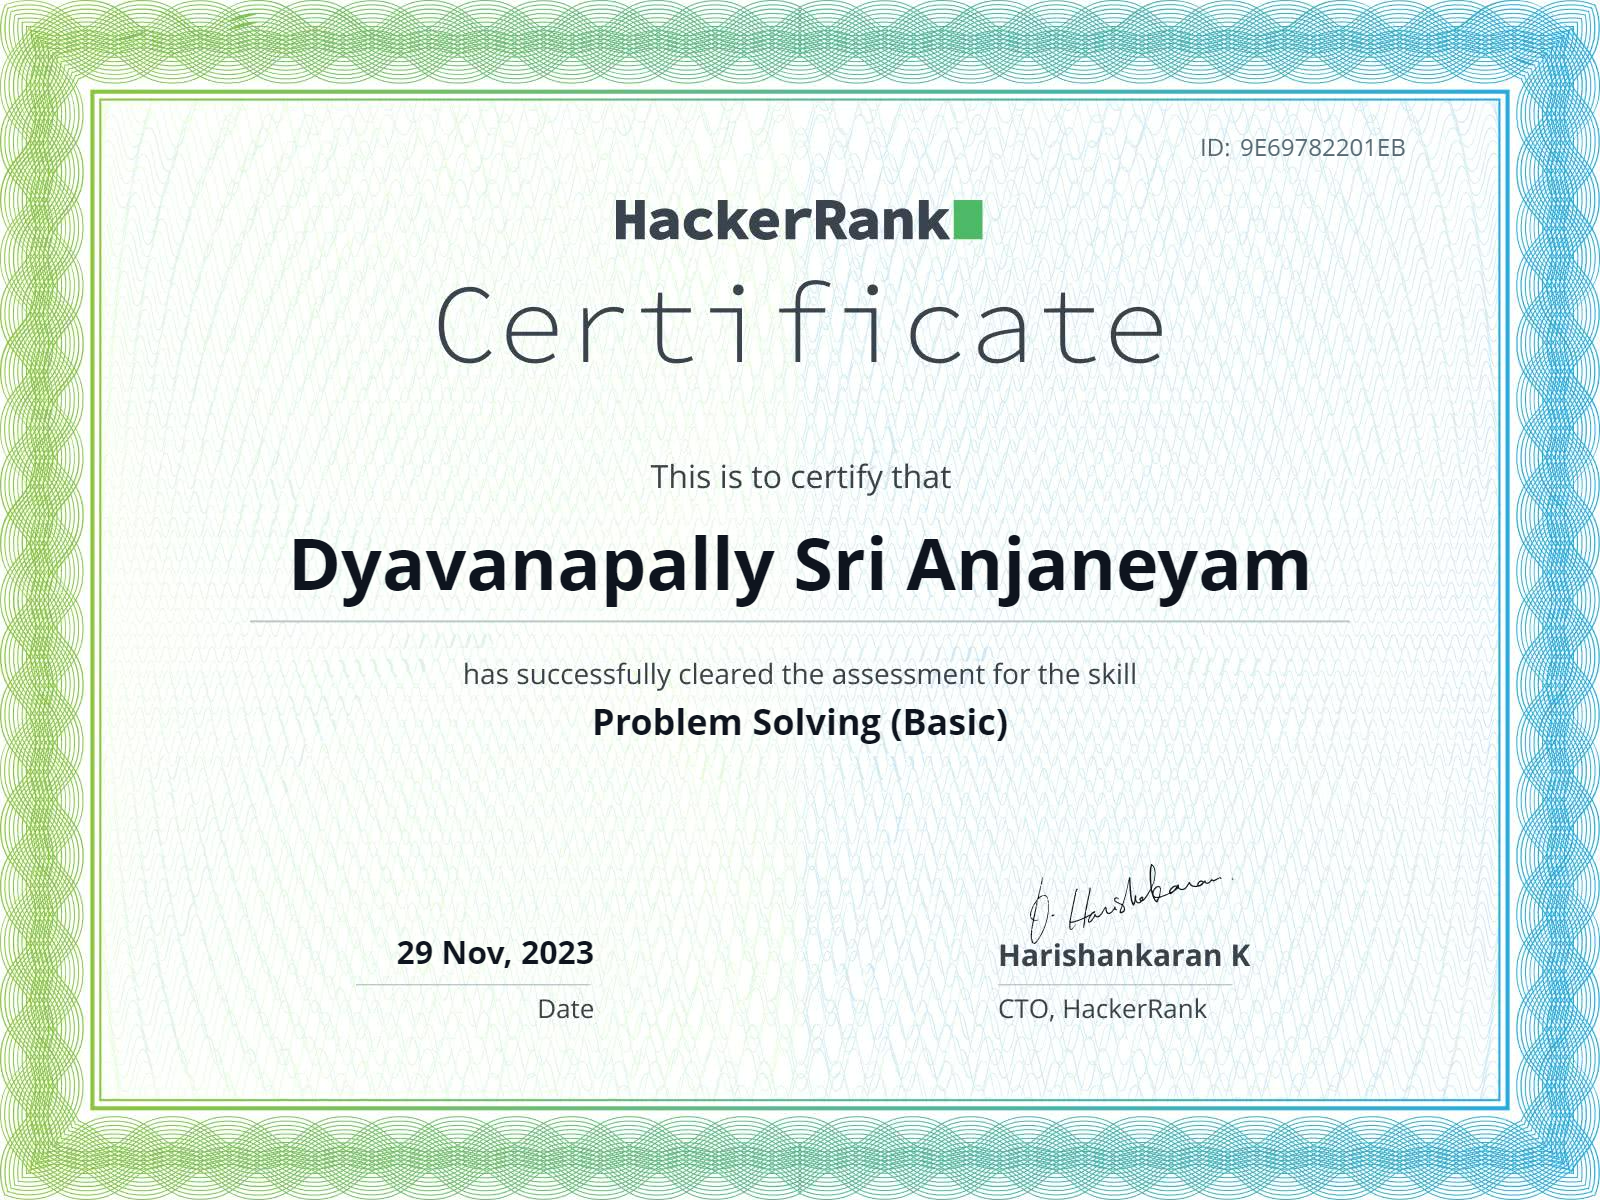 ID: 9E69782201EB
HackerRank
Certificate
This is to certify that
Dyavanapally Sri Anjaneyam
has successfully cleared the assessment for the skill
Problem Solving (Basic)
29 Nov, 2023
Date
Harishankaran K
CTO, HackerRank